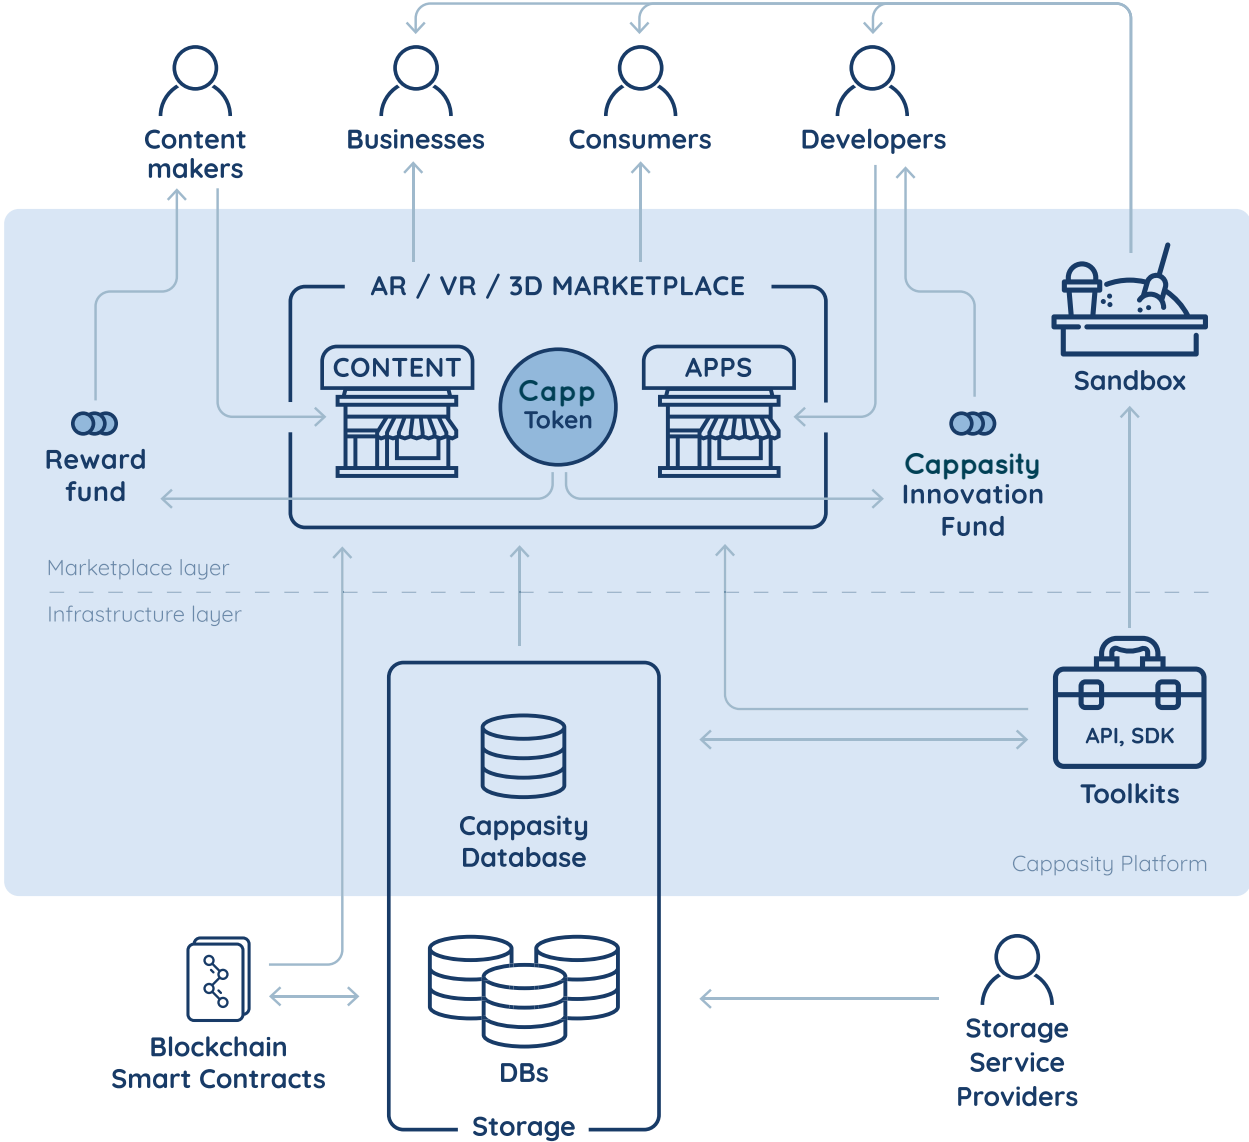 Content
makers
Businesses
Consumers
Developers
AR / VR / 3D MARKETPLACE
CONTENT
Capp
Token
APPS
Sandbox
Reward
fund
Cappasity
Innovation
Fund
Marketplace layer
Infrastructure layer
API, SDK
Toolkits
Cappasity
Database
Cappasity Platform
Blockchain
Smart Contracts
DBs
Storage
Storage
Service
Providers